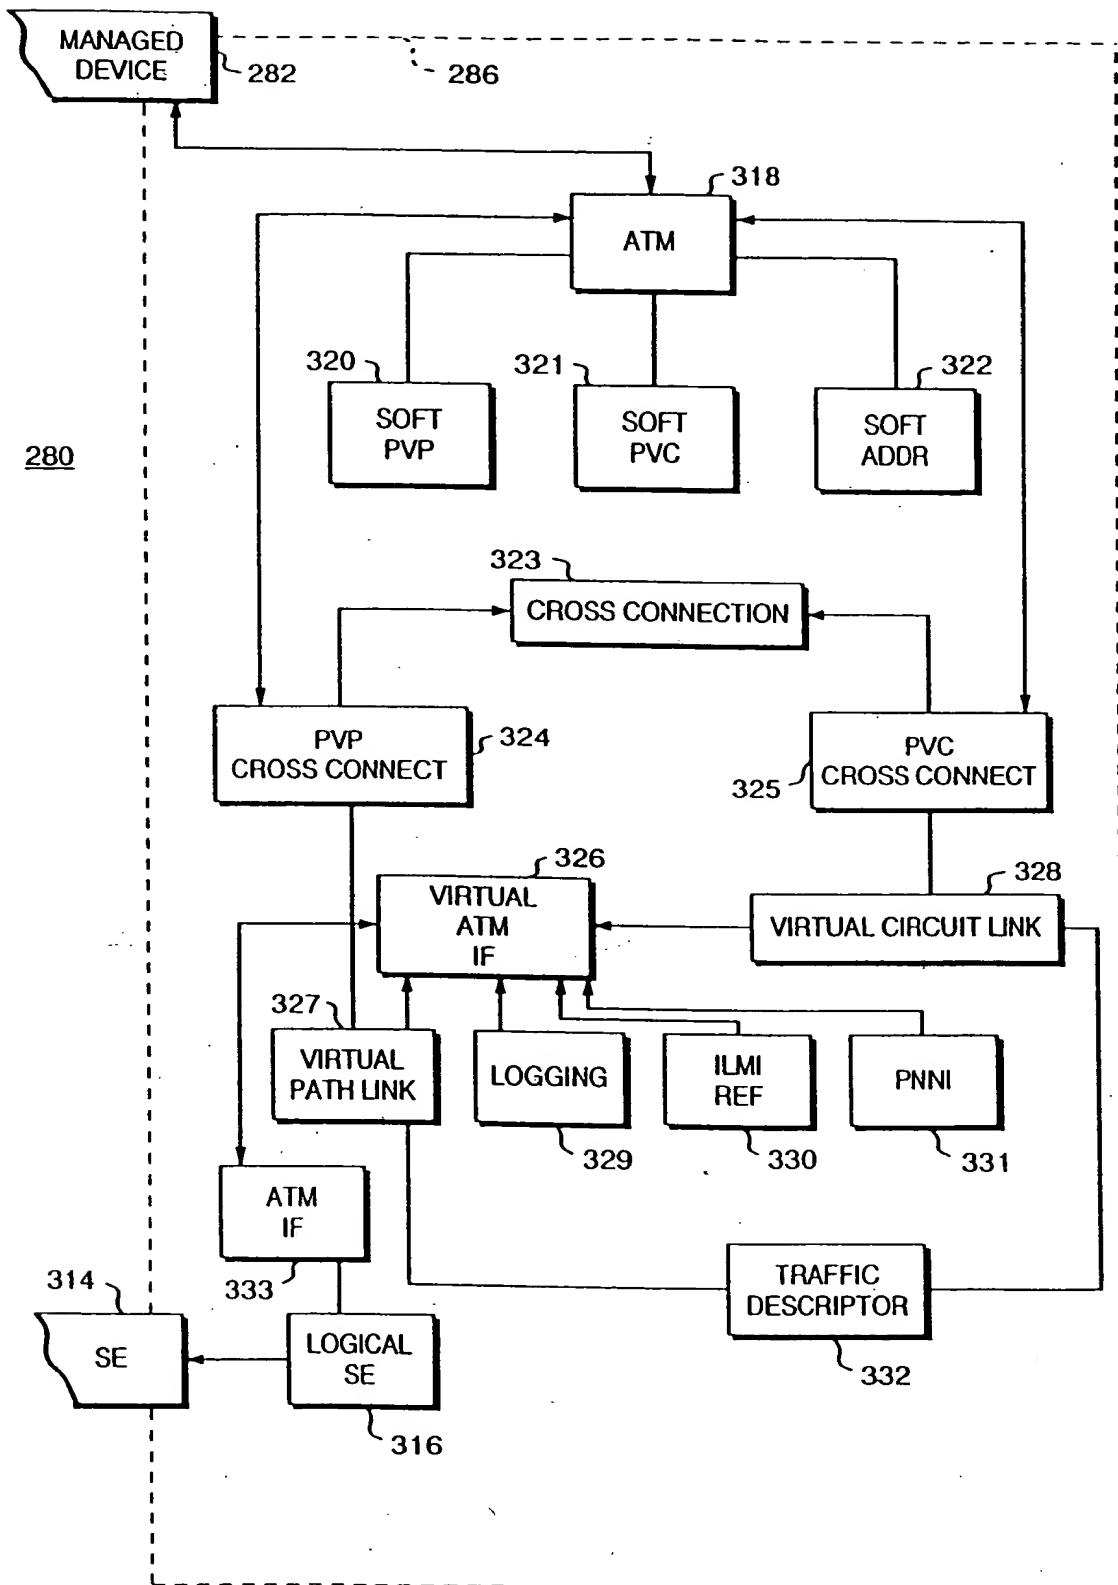 MANAGED
DEVICE
282
286
318
ATM
320
321
322
SOFT
PVP
SOFT
PVC
SOFT
ADDR
280
323
CROSS CONNECTION
PVP
CROSS CONNECT
324
PVC
CROSS CONNECT
325
326
VIRTUAL
ATM
IF
328
VIRTUAL CIRCUIT LINK
327
VIRTUAL
PATH LINK
LOGGING
ILMI
REF
PNNI
329
330
331
ATM
IF
333
314
SE
LOGICAL
SE
316
TRAFFIC
DESCRIPTOR
332